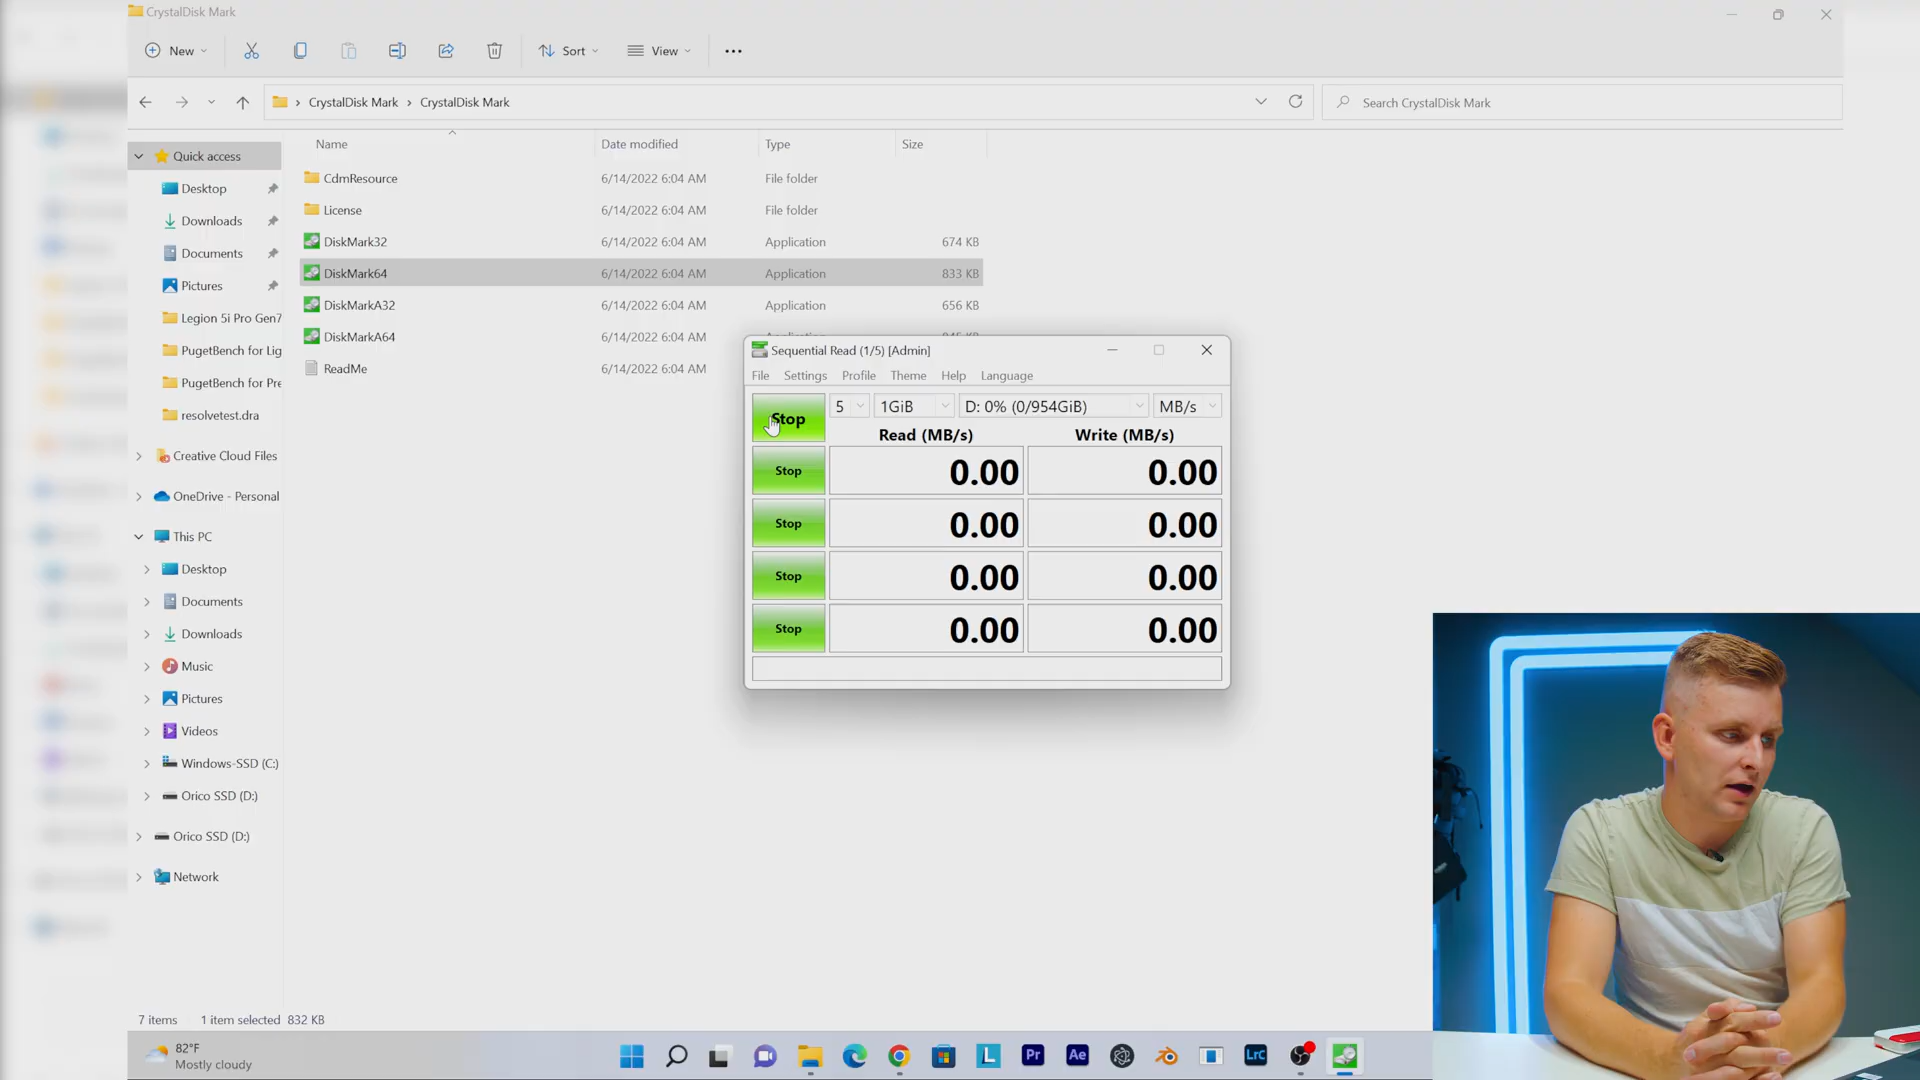 CrystalDisk Mark
New
Sort
View
CrystalDisk Mark › CrystalDisk Mark
Search CrystalDisk Mark
Name Date modified Type Size
Quick access
Desktop
Downloads
Documents
Pictures
Legion 5i Pro Gen7
PugetBench for Lig
PugetBench for Pre
resolvetest.dra
Creative Cloud Files
OneDrive - Personal
This PC
Desktop
Documents
Downloads
Music
Pictures
Videos
Windows-SSD (C:)
Orico SSD (D:)
Orico SSD (D:)
Network
CdmResource 6/14/2022 6:04 AM File folder
License 6/14/2022 6:04 AM File folder
DiskMark32 6/14/2022 6:04 AM Application 674 KB
DiskMark64 6/14/2022 6:04 AM Application 833 KB
DiskMarkA32 6/14/2022 6:04 AM Application 656 KB
DiskMarkA64 6/14/2022 6:04 AM
ReadMe 6/14/2022 6:04 AM
Sequential Read (1/5) [Admin]
File Settings Profile Theme Help Language
Stop 5 1GiB D: 0% (0/954GiB) MB/s
Read (MB/s) Write (MB/s)
Stop 0.00 0.00
Stop 0.00 0.00
Stop 0.00 0.00
Stop 0.00 0.00
7 items 1 item selected 832 KB
82°F
Mostly cloudy
L
Pr
Ae
LrC